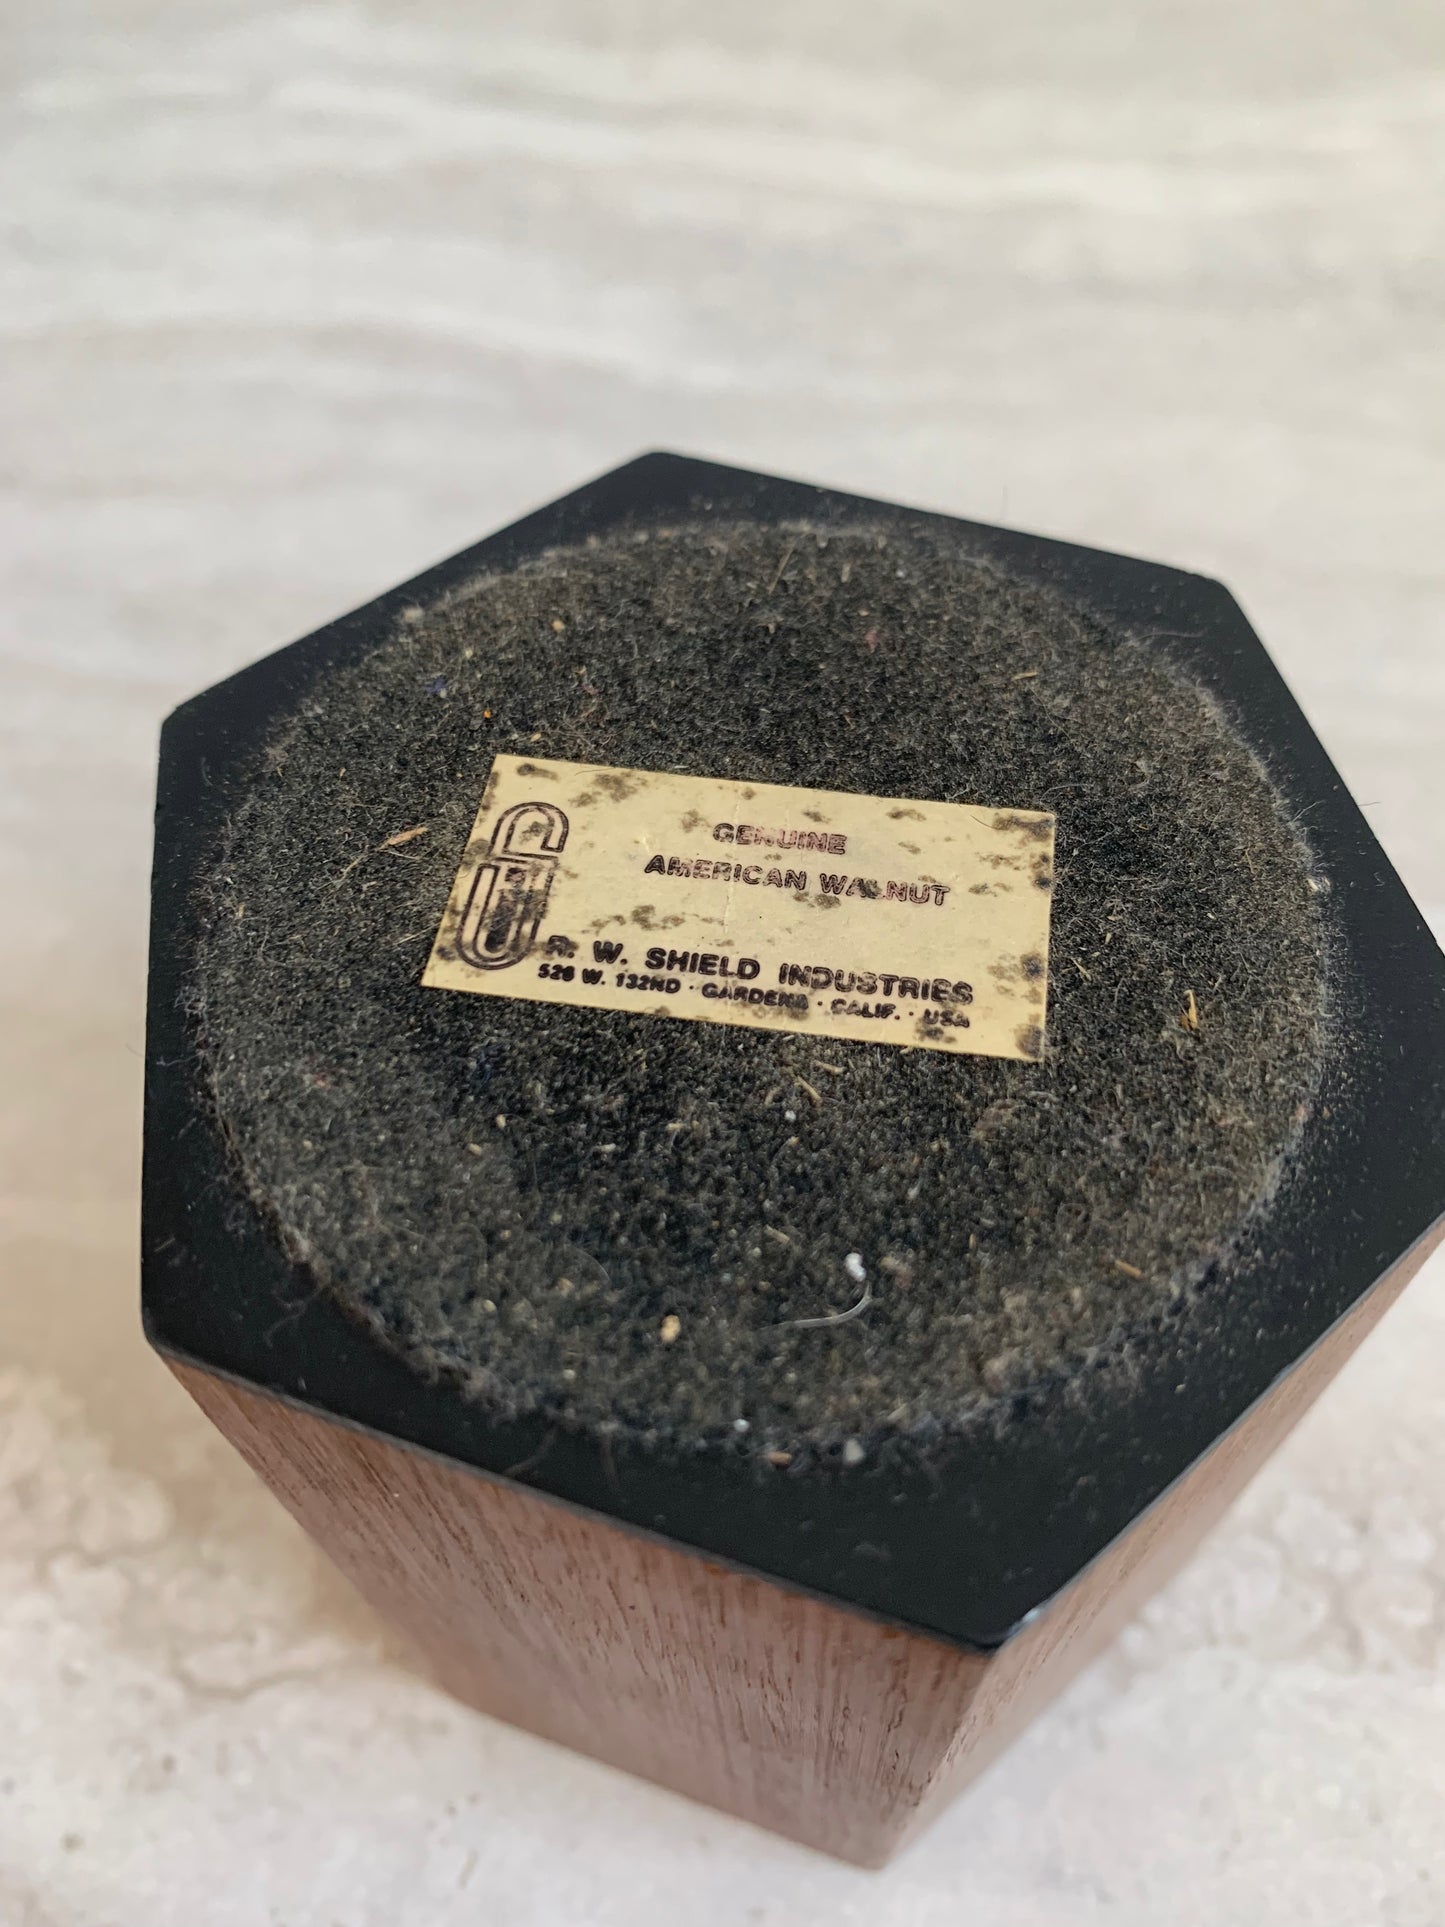 GENUINE
AMERICAN WALNUT
R. W. SHIELD INDUSTRIES
528 W. 132ND · GARDENA · CALIF. · USA